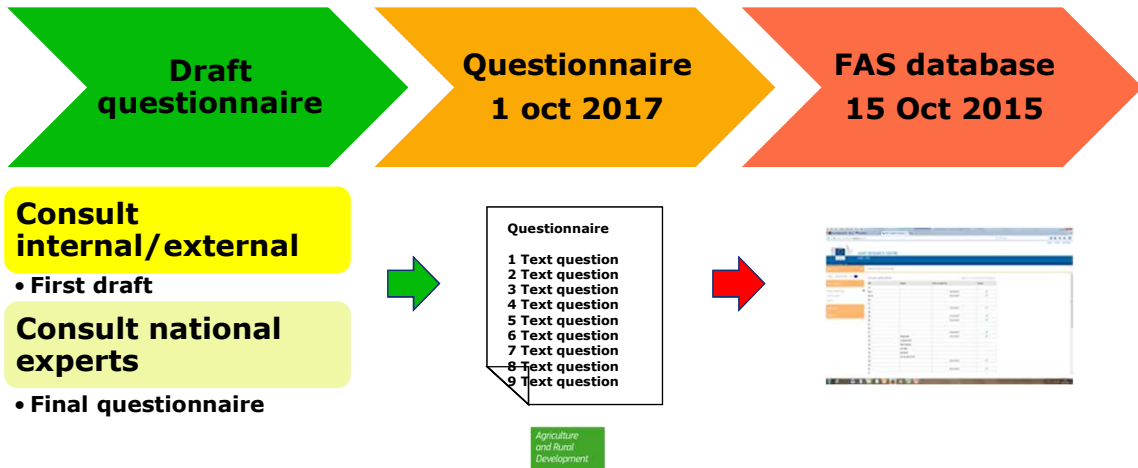 Draft
questionnaire
Questionnaire
1 oct 2017
FAS database
15 Oct 2015
Consult
internal/external
• First draft
Consult national
experts
• Final questionnaire
Questionnaire
1 Text question
2 Text question
3 Text question
4 Text question
5 Text question
6 Text question
7 Text question
8 Text question
9 Text question
Agriculture
and Rural
Development